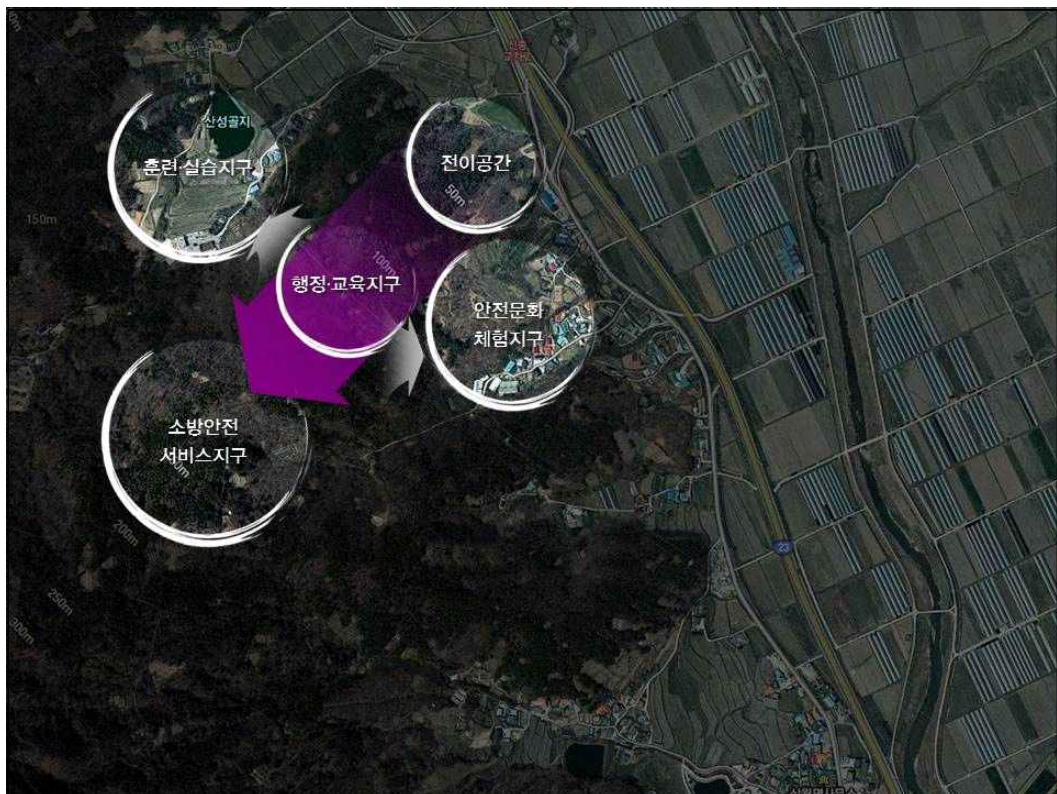 산성골지
훈련·실습지구
전이공간
50m
150m
100m
행정·교육지구
안전문화
체험지구
소방안전
서비스지구
200m
23
250m
300m